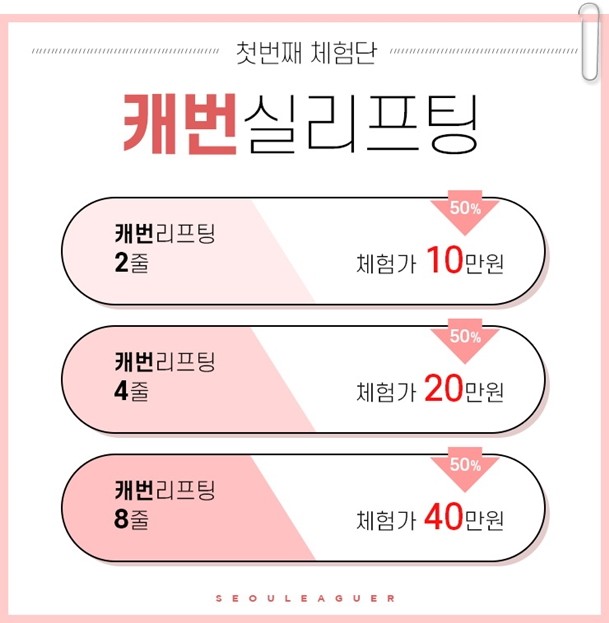 첫번째 체험단
캐번실리프팅
캐번리프팅
2줄
50%
체험가 10만원
캐번리프팅
4줄
50%
체험가 20만원
캐번리프팅
8줄
50%
체험가 40만원
SEOULEAGUER